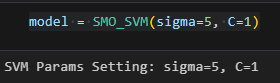 model = SMO_SVM(sigma=5, C=1)
SVM Params Setting: sigma=5, C=1